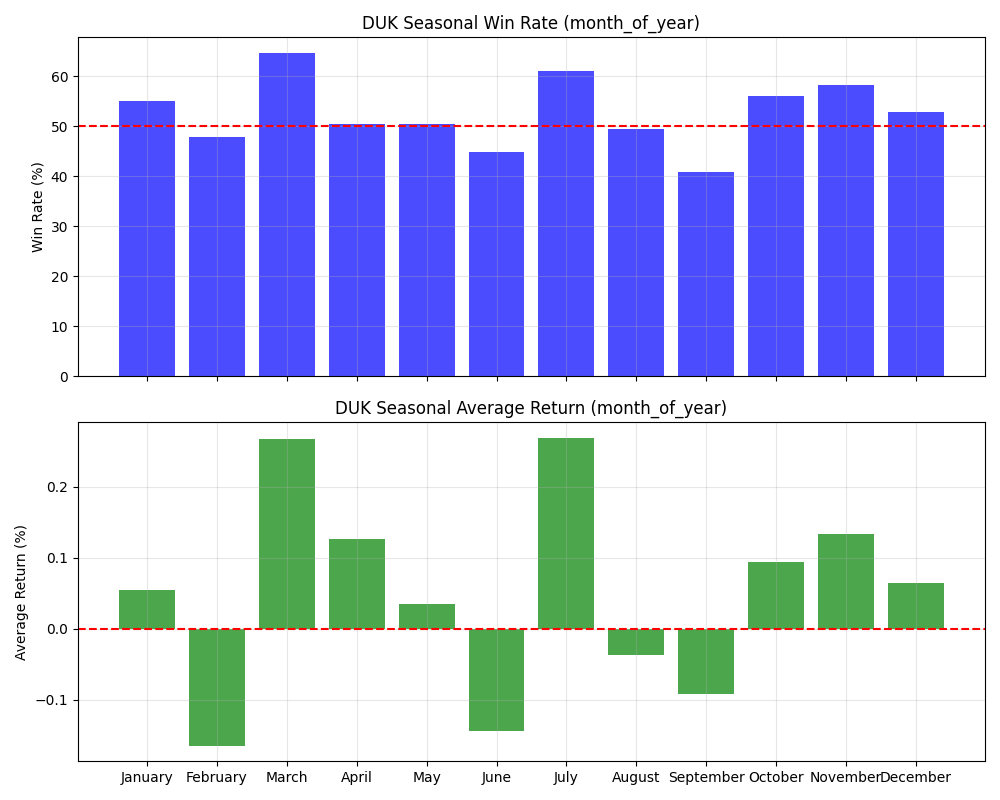 DUK Seasonal Win Rate (month_of_year)
Win Rate (%)
60
50
40
30
20
10
0
DUK Seasonal Average Return (month_of_year)
Average Return (%)
0.2
0.1
0.0
−0.1
January February March April May June July August September October November December